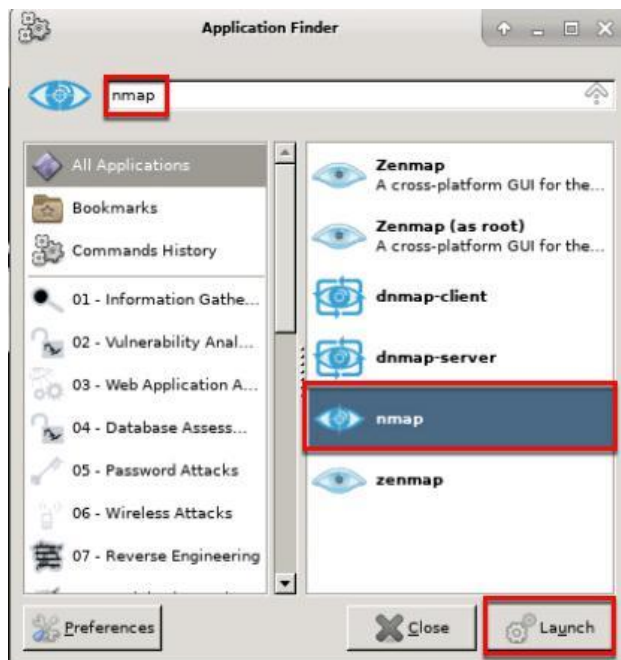 Application Finder
nmap
All Applications
Bookmarks
Commands History
01 - Information Gathe...
02 - Vulnerability Anal...
03 - Web Application A...
04 - Database Assess...
05 - Password Attacks
06 - Wireless Attacks
07 - Reverse Engineering
Zenmap
A cross-platform GUI for the...
Zenmap (as root)
A cross-platform GUI for the...
dnmap-client
dnmap-server
nmap
zenmap
Preferences
Close
Launch